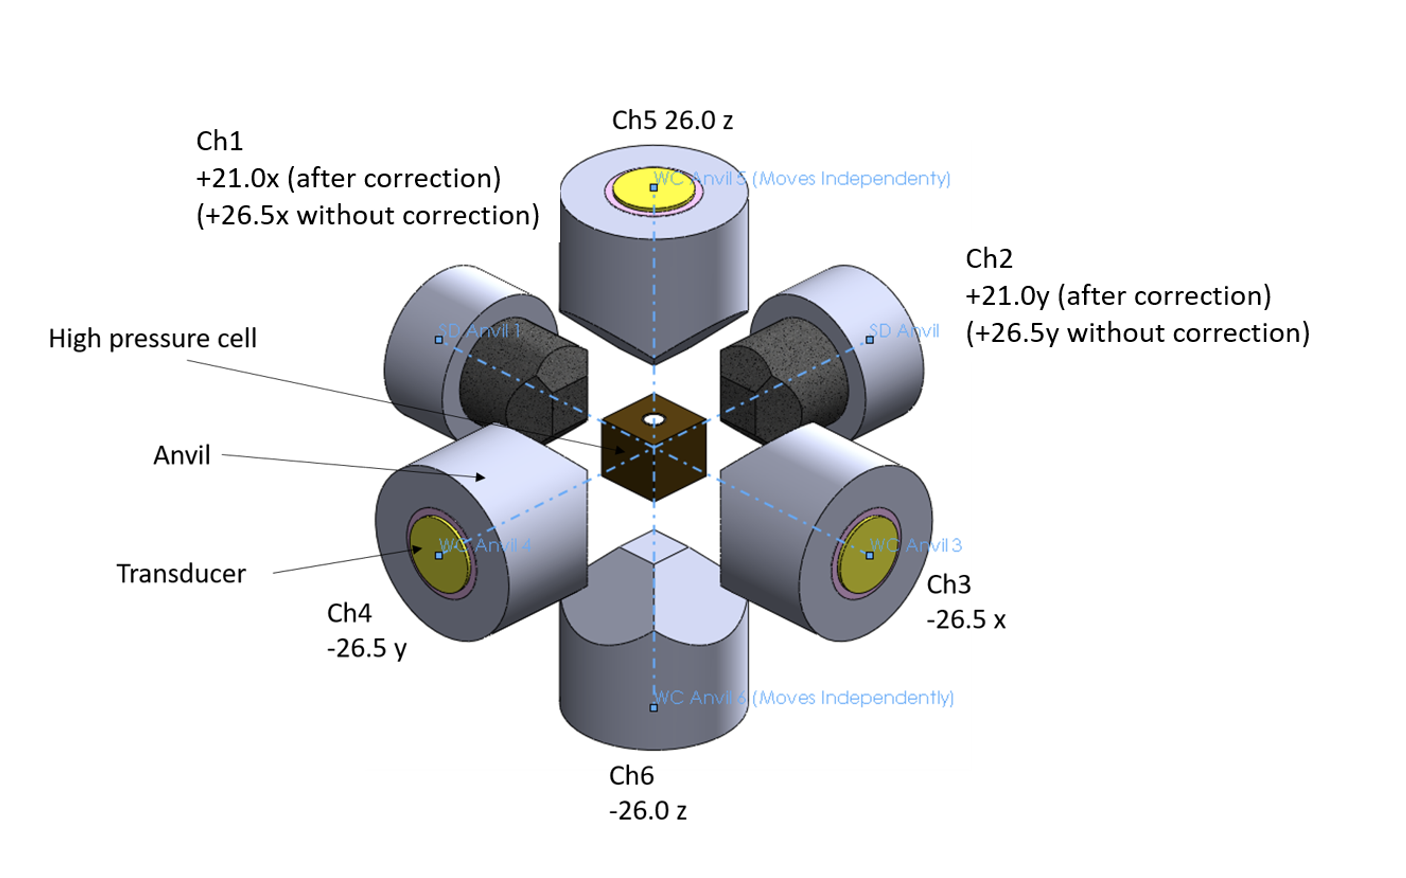 Ch5 26.0 z
Ch1
+21.0x (after correction)
(+26.5x without correction)
WC Anvil 5 (Moves Independenty)
Ch2
+21.0y (after correction)
(+26.5y without correction)
High pressure cell
SD Anvil 1
SD Anvil
Anvil
WC Anvil 4
WC Anvil 3
Transducer
Ch3
-26.5 x
Ch4
-26.5 y
WC Anvil 6 (Moves Independently)
Ch6
-26.0 z